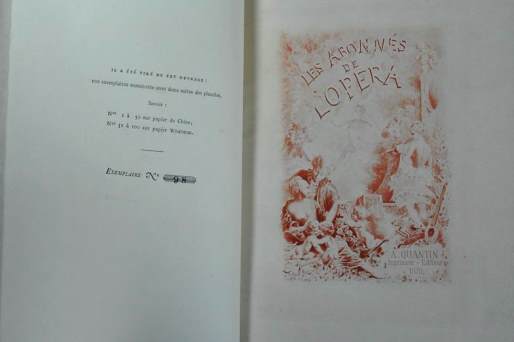 IL A ÉTÉ TIRÉ DE CET OUVRAGE :
100 exemplaires numérotés avec deux suites des planches,
Savoir :
Nos 1 à 50 sur papier de Chine;
Nos 51 à 100 sur papier WHATMAN.
EXEMPLAIRE No 98
LES ABONNÉS
DE
L'OPÉRA
A. QUANTIN
Imprimeur - Éditeur